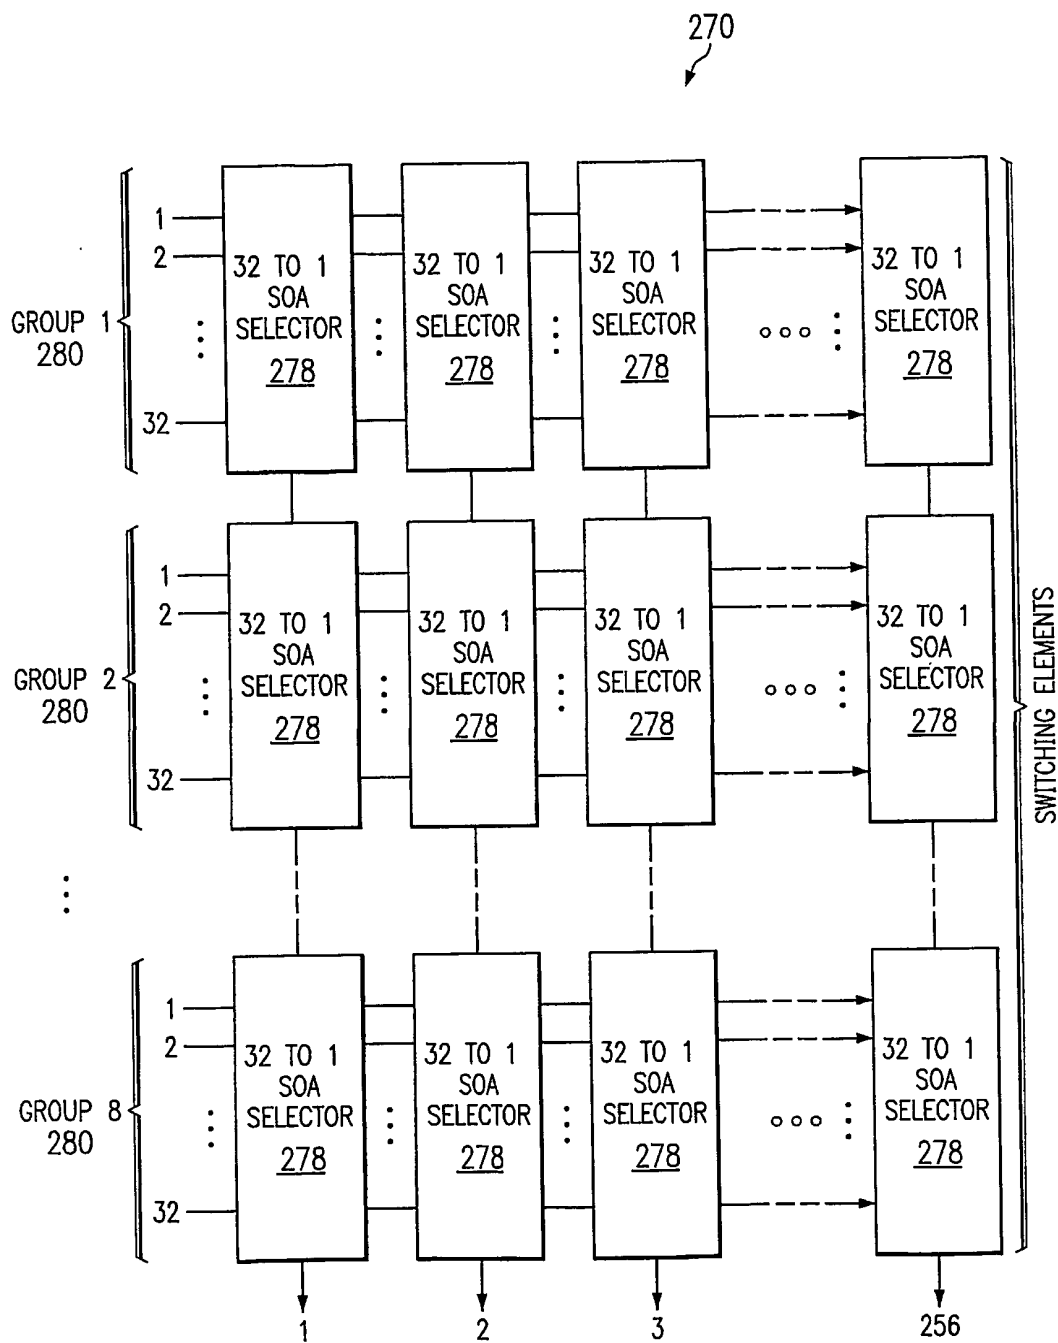 270
1
2
32
GROUP 1
280
32 TO 1
SOA
SELECTOR
278
32 TO 1
SOA
SELECTOR
278
32 TO 1
SOA
SELECTOR
278
32 TO 1
SOA
SELECTOR
278
1
2
32
GROUP 2
280
32 TO 1
SOA
SELECTOR
278
32 TO 1
SOA
SELECTOR
278
32 TO 1
SOA
SELECTOR
278
32 TO 1
SOA
SELECTOR
278
SWITCHING ELEMENTS
1
2
32
GROUP 8
280
32 TO 1
SOA
SELECTOR
278
32 TO 1
SOA
SELECTOR
278
32 TO 1
SOA
SELECTOR
278
32 TO 1
SOA
SELECTOR
278
1
2
3
256